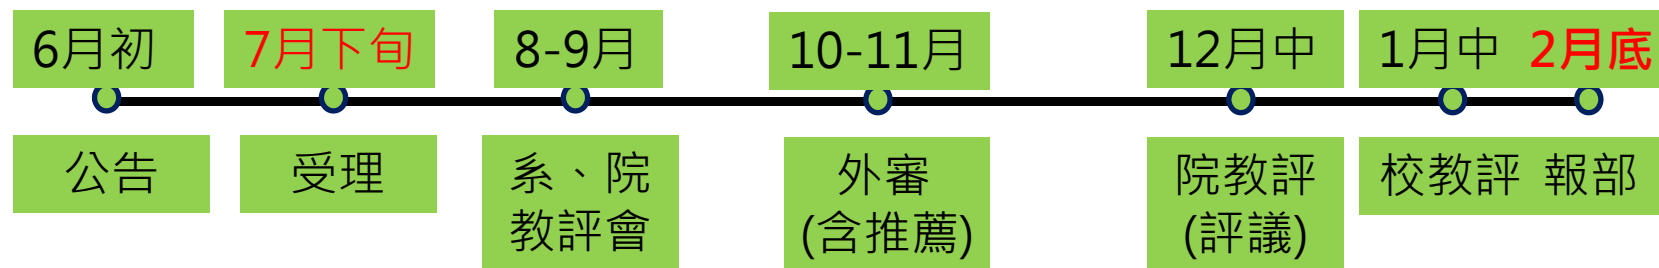 6月初
7月下旬
8-9月
10-11月
12月中
1月中
2月底
公告
受理
系、院
教評會
外審
(含推薦)
院教評
(評議)
校教評
報部